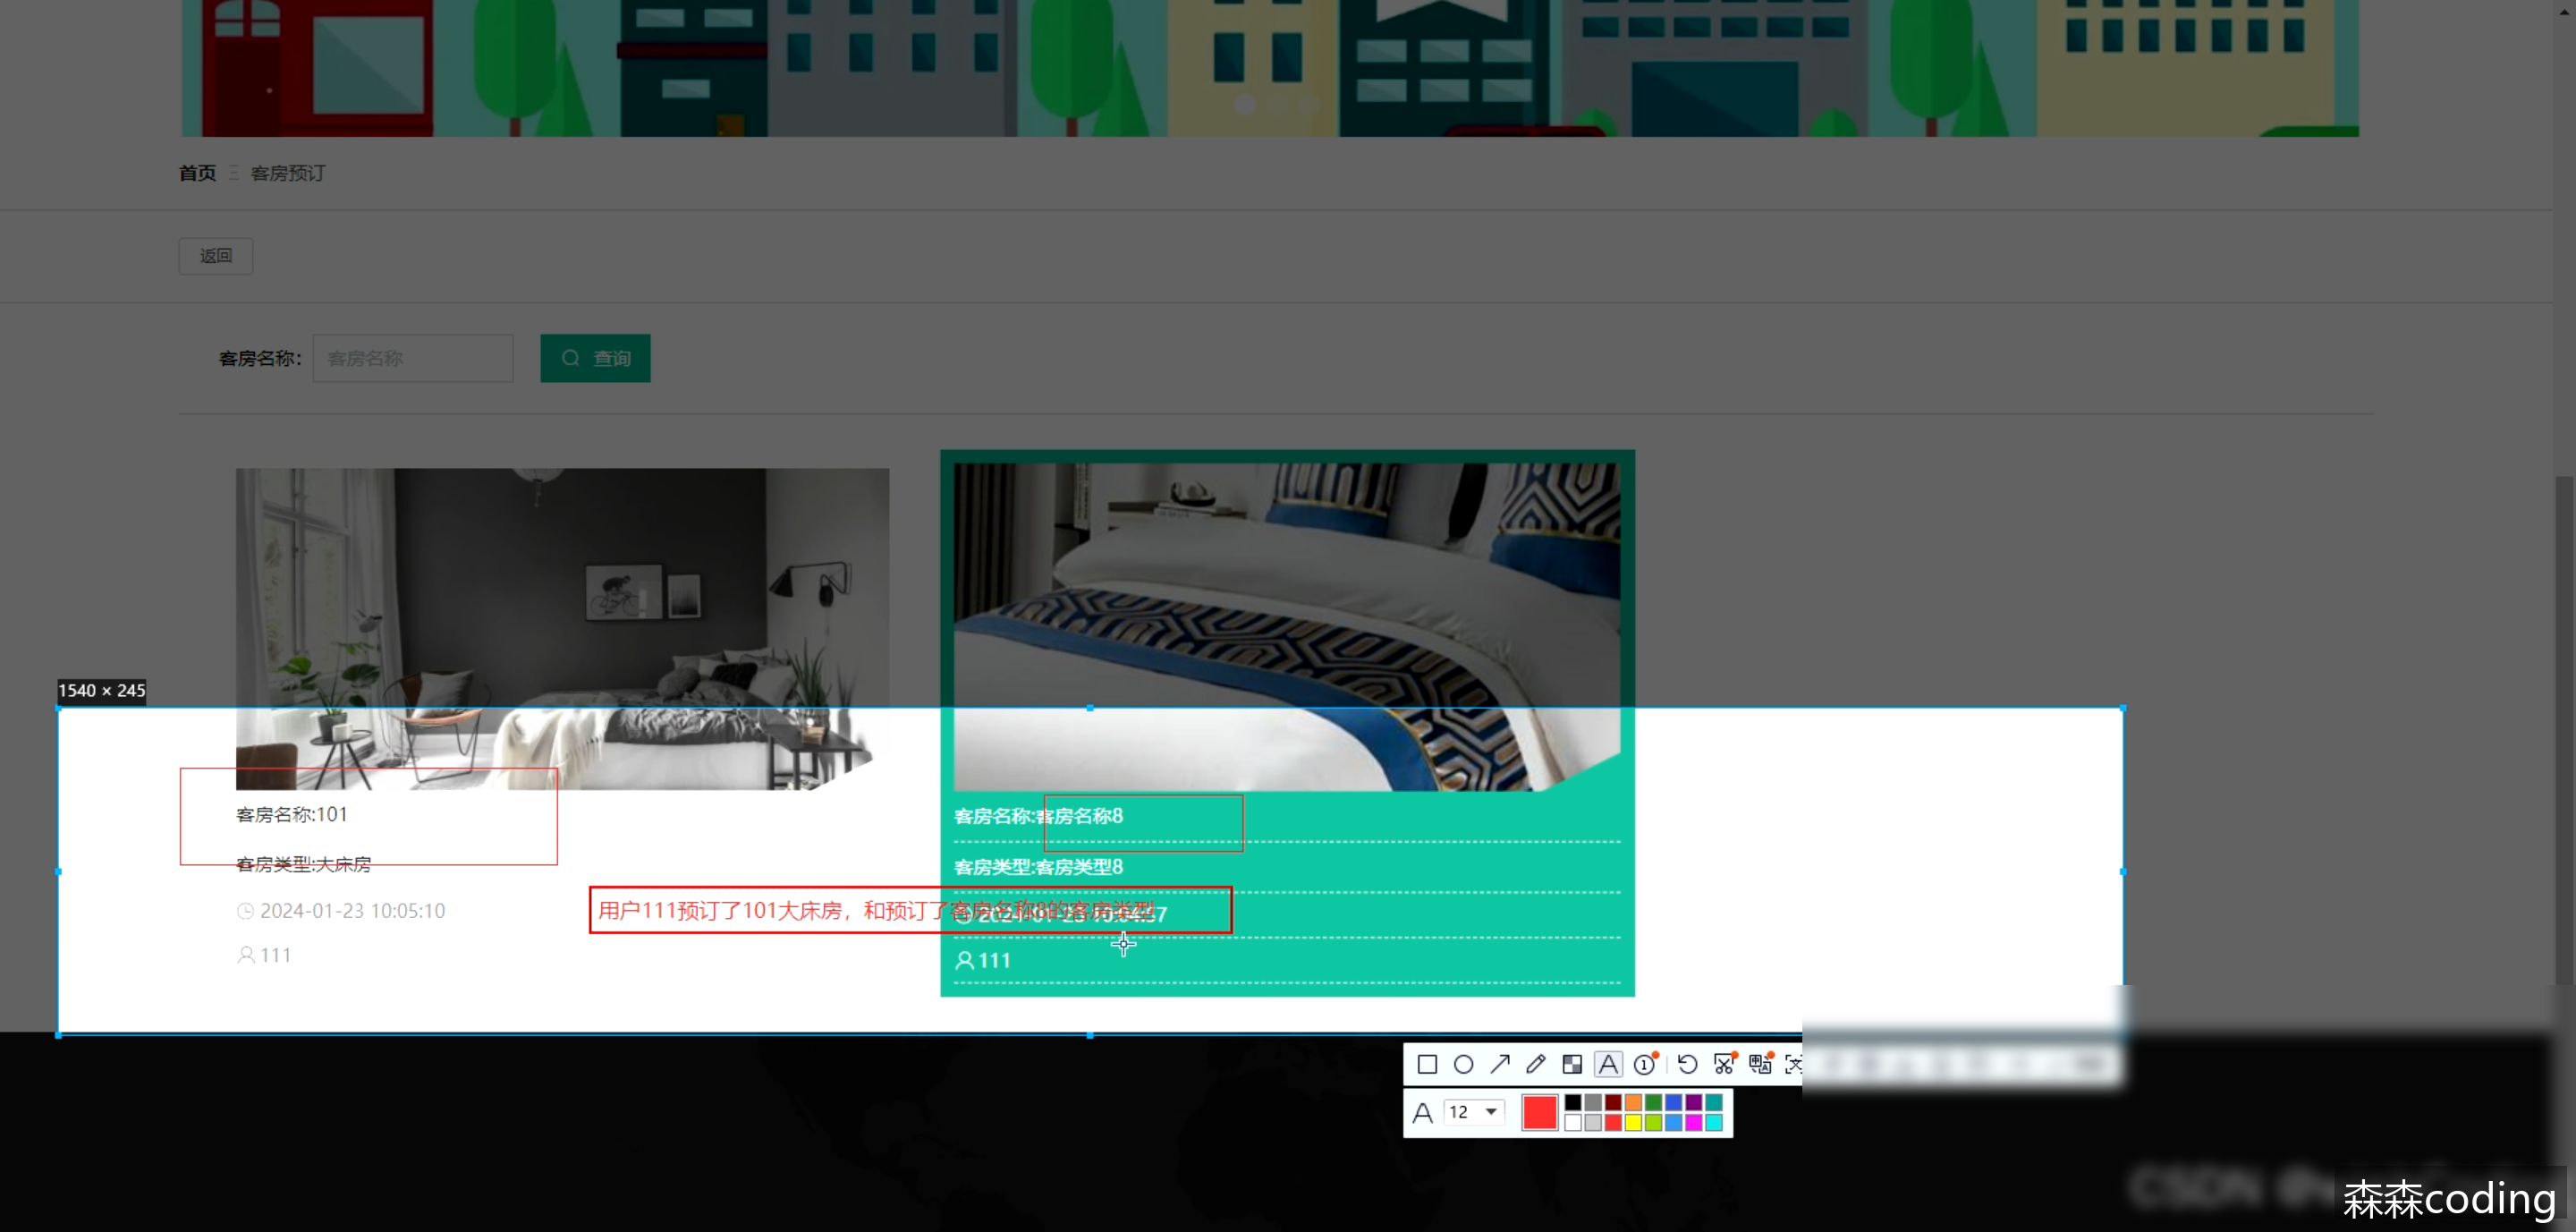 首页 客房预订
返回
客房名称: 客房名称 查询
1540 × 245
客房名称:101
客房类型:大床房
2024-01-23 10:05:10
111
客房名称:客房名称8
客房类型:客房类型8
用户111预订了101大床房，和预订了客房名称8的客房类型
111
12
森森coding